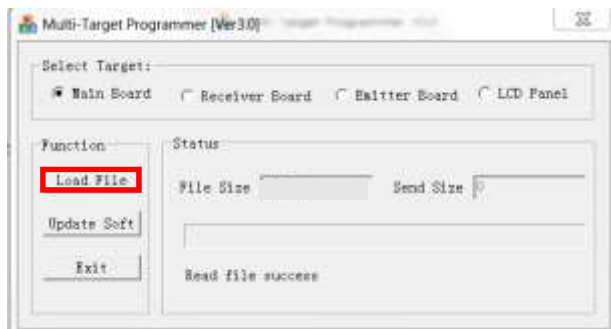 Multi-Target Programmer [Ver3.0]
Select Target:
Main Board Receiver Board Emitter Board LCD Panel
Function
Status
Load File
File Size
Send Size 0
Update Soft
Exit
Read file success